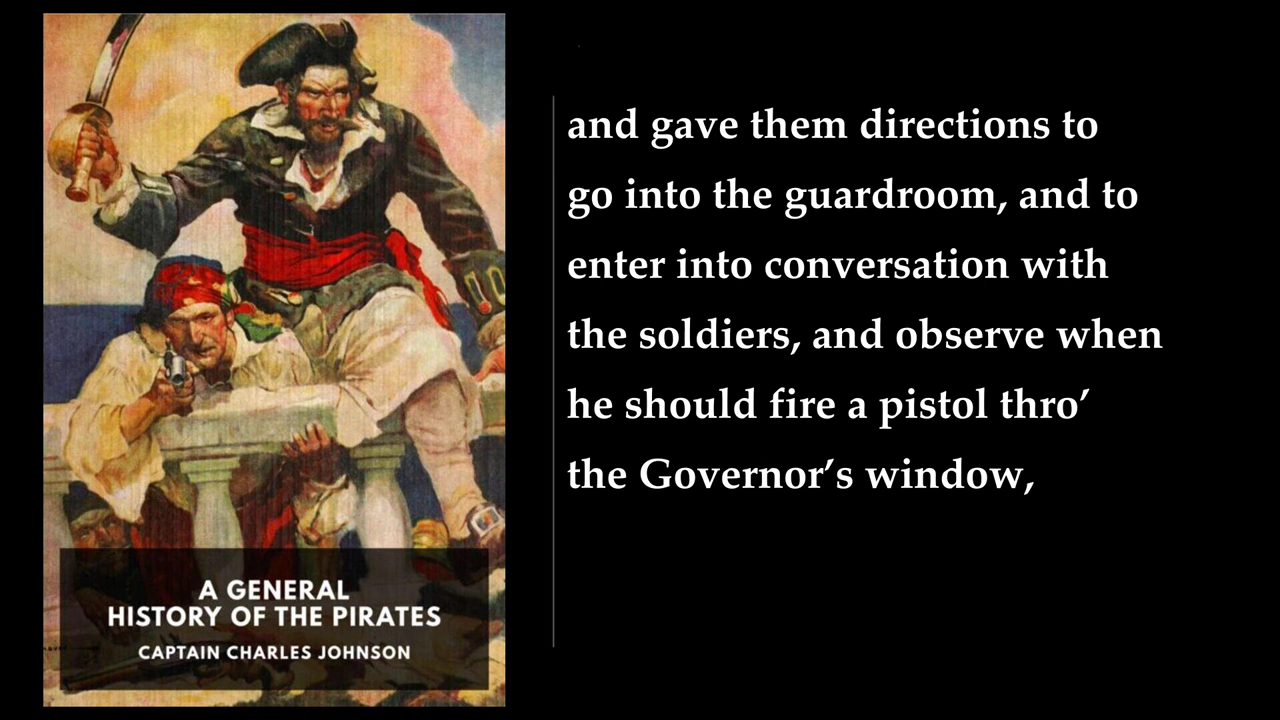 and gave them directions to
go into the guardroom, and to
enter into conversation with
the soldiers, and observe when
he should fire a pistol thro’
the Governor’s window,
A GENERAL
HISTORY OF THE PIRATES
CAPTAIN CHARLES JOHNSON